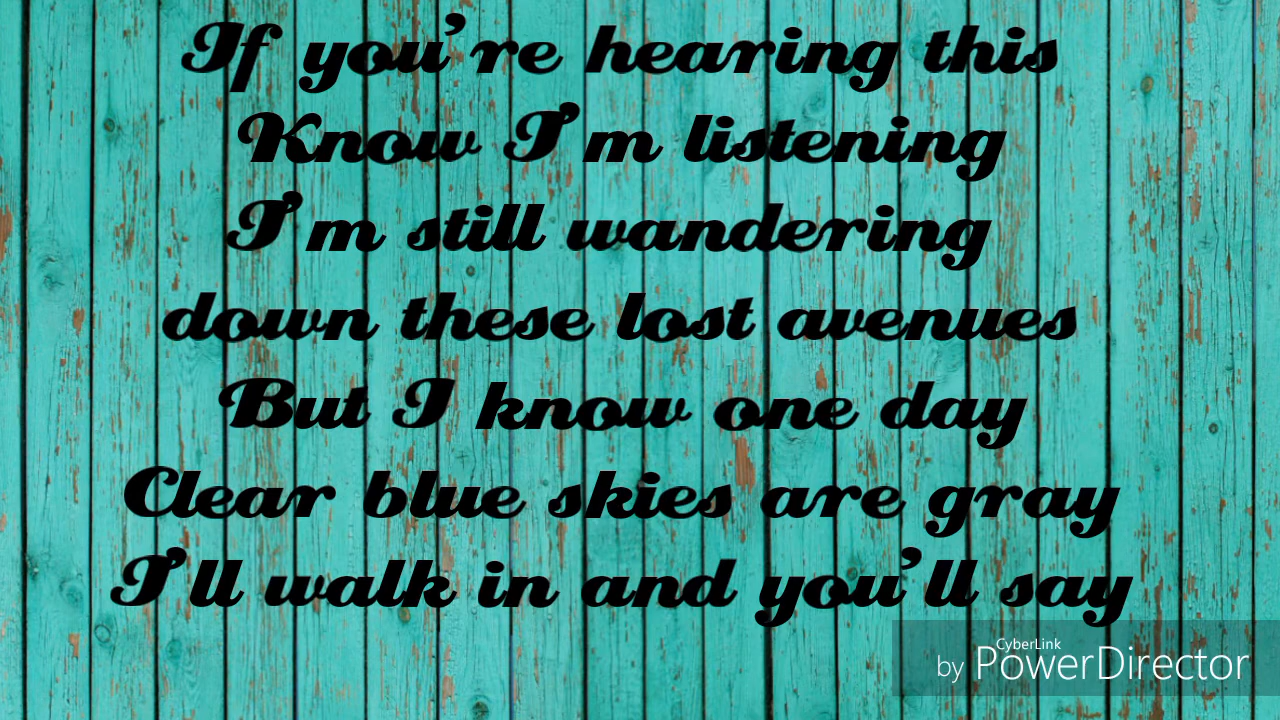 If you're hearing this
Know I'm listening
I'm still wandering
down these lost avenues
But I know one day
Clear blue skies are gray
I'll walk in and you'll say
CyberLink
by PowerDirector